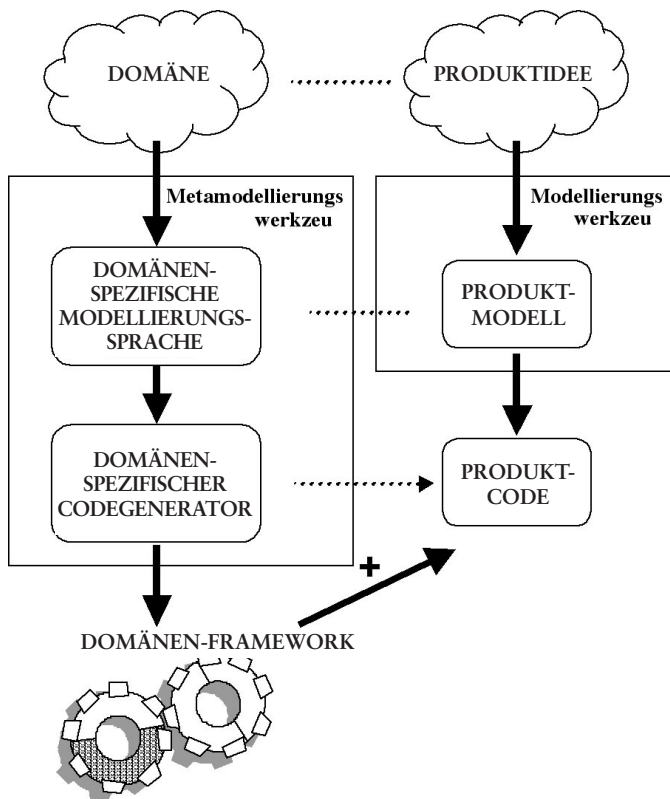 DOMÄNE
PRODUKTIDEE
Metamodellierungs
werkzeu
Modellierungs
werkzeu
DOMÄNEN-
SPEZIFISCHE
MODELLIERUNGS-
SPRACHE
PRODUKT-
MODELL
DOMÄNEN-
SPEZIFISCHER
CODEGENERATOR
PRODUKT-
CODE
+
DOMÄNEN-FRAMEWORK